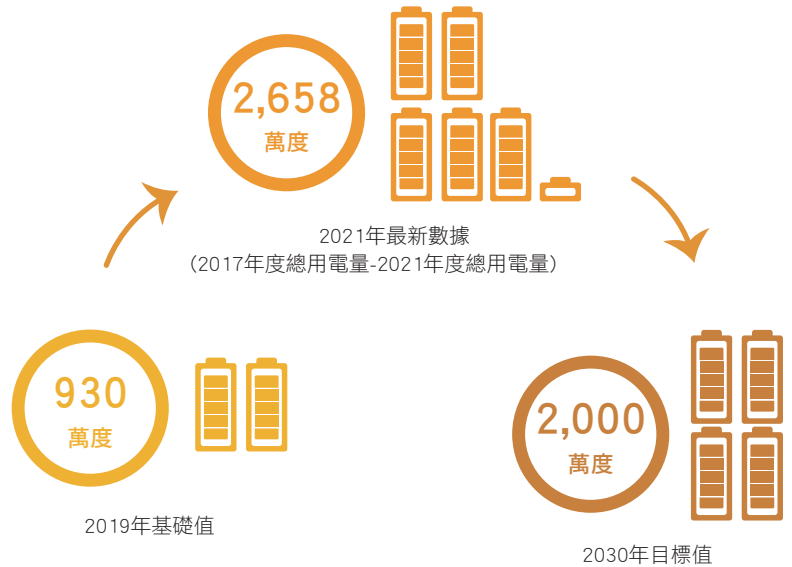 2,658
萬度
2021年最新數據
(2017年度總用電量-2021年度總用電量)
930
萬度
2019年基礎值
2,000
萬度
2030年目標值